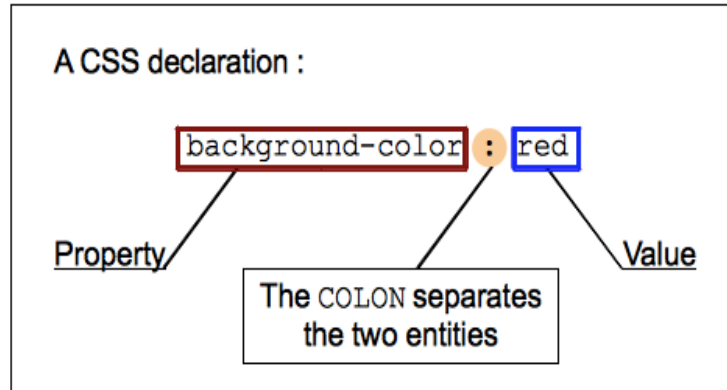 A CSS declaration :
background-color : red
Property
Value
The COLON separates
the two entities